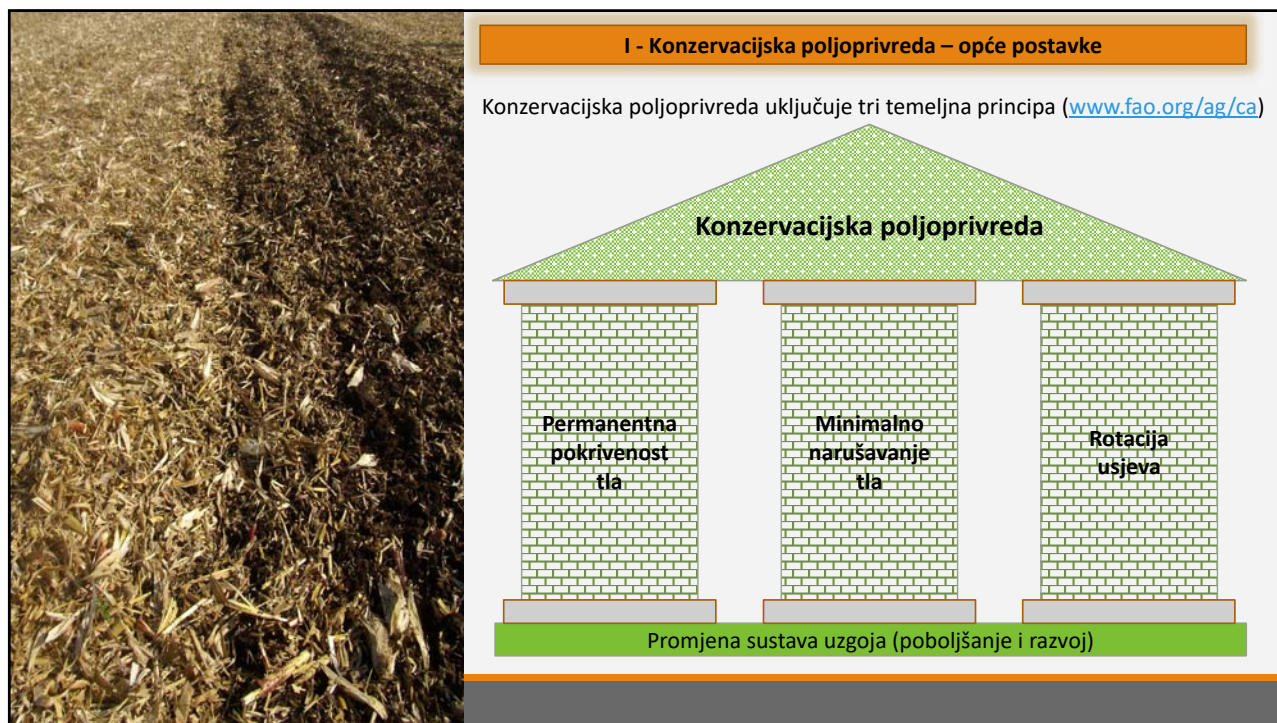 I - Konzervacijska poljoprivreda – opće postavke
Konzervacijska poljoprivreda uključuje tri temeljna principa (www.fao.org/ag/ca)
Konzervacijska poljoprivreda
Permanentna
pokrivenost
tla
Minimalno
narušavanje
tla
Rotacija
usjeva
Promjena sustava uzgoja (poboljšanje i razvoj)